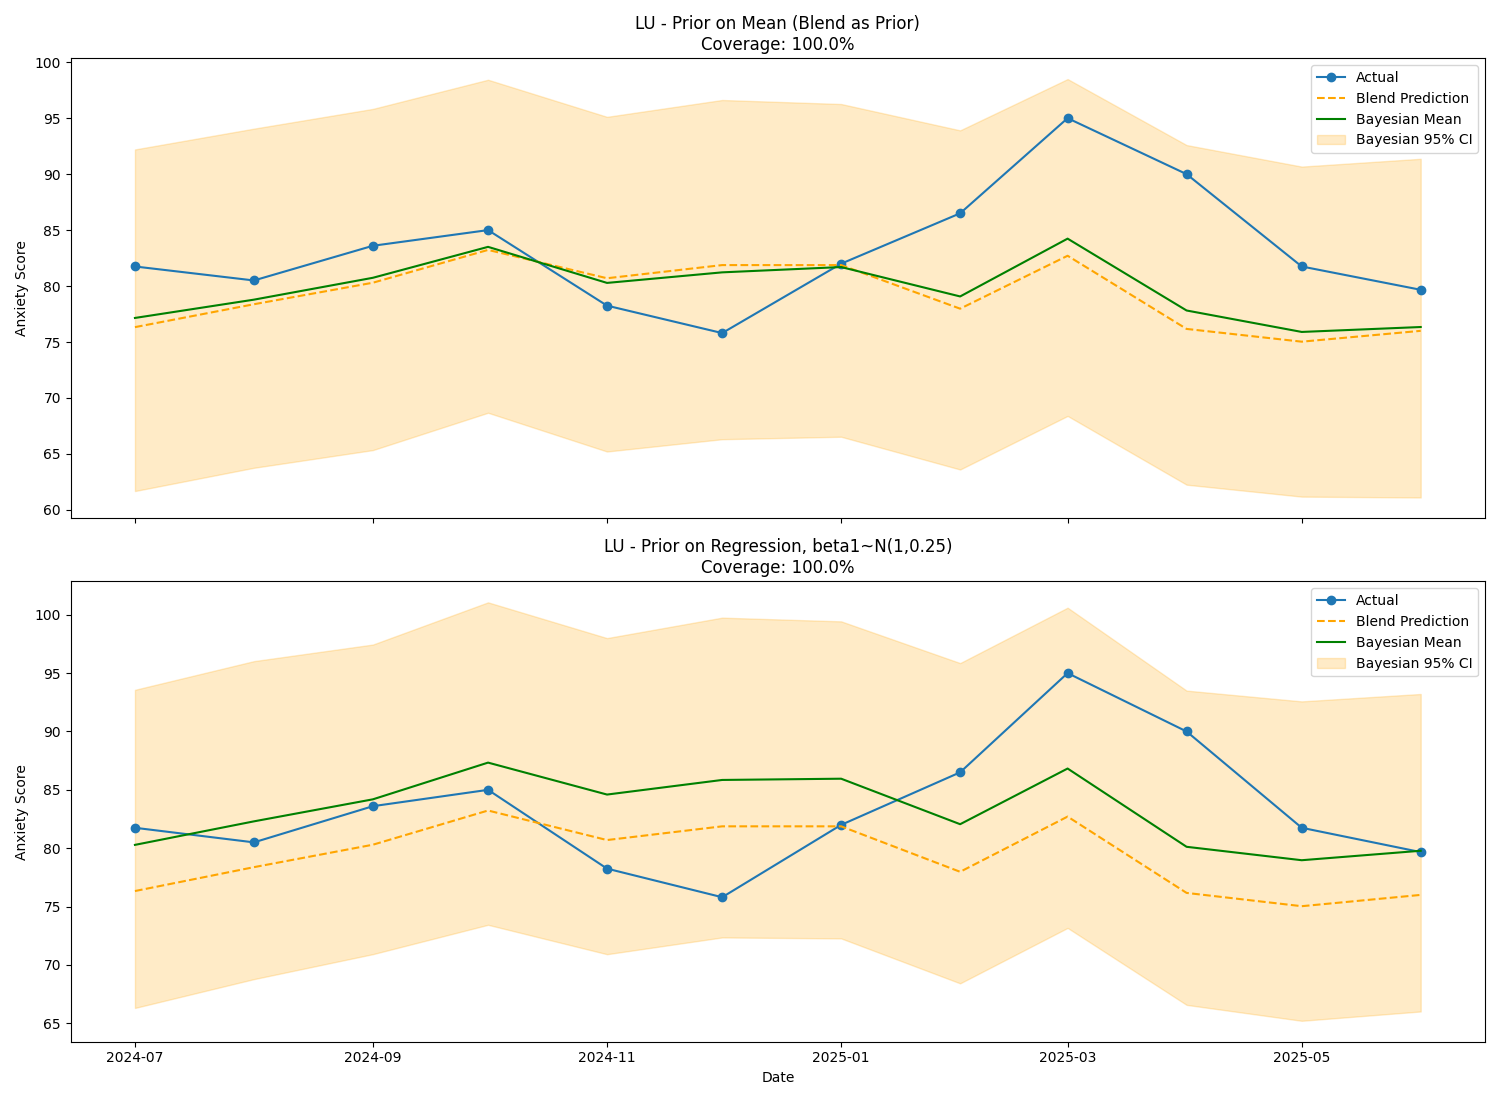 LU - Prior on Mean (Blend as Prior)
Coverage: 100.0%
100
95
90
85
80
75
70
65
60
Anxiety Score
Actual
Blend Prediction
Bayesian Mean
Bayesian 95% CI
LU - Prior on Regression, beta1~N(1,0.25)
Coverage: 100.0%
100
95
90
85
80
75
70
65
Anxiety Score
Actual
Blend Prediction
Bayesian Mean
Bayesian 95% CI
2024-07 2024-09 2024-11 2025-01 2025-03 2025-05
Date